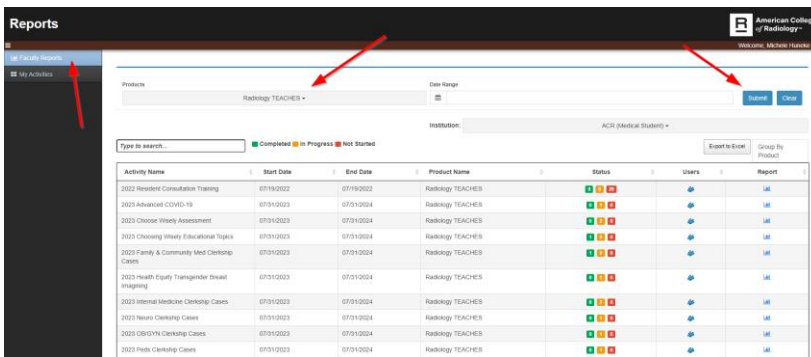 Reports
American College
of Radiology™
Welcome, Michele Huneke
Faculty Reports
My Activities
Products
Date Range
Radiology TEACHES
Submit
Clear
Institution:
ACR (Medical Student)
Type to search...
Completed In Progress Not Started
Export to Excel
Group By
Product
Activity Name Start Date End Date Product Name Status Users Report
2022 Resident Consultation Training 07/19/2022 07/19/2022 Radiology TEACHES
2023 Advanced COVID-19 07/31/2023 07/31/2024 Radiology TEACHES
2023 Choose Wisely Assessment 07/31/2023 07/31/2024 Radiology TEACHES
2023 Choosing Wisely Educational Topics 07/31/2023 07/31/2024 Radiology TEACHES
2023 Family & Community Med Clerkship
Cases 07/31/2023 07/31/2024 Radiology TEACHES
2023 Health Equity Transgender Breast
Imagining 07/31/2023 07/31/2024 Radiology TEACHES
2023 Internal Medicine Clerkship Cases 07/31/2023 07/31/2024 Radiology TEACHES
2023 Neuro Clerkship Cases 07/31/2023 07/31/2024 Radiology TEACHES
2023 OB/GYN Clerkship Cases 07/31/2023 07/31/2024 Radiology TEACHES
2023 Peds Clerkship Cases 07/31/2023 07/31/2024 Radiology TEACHES